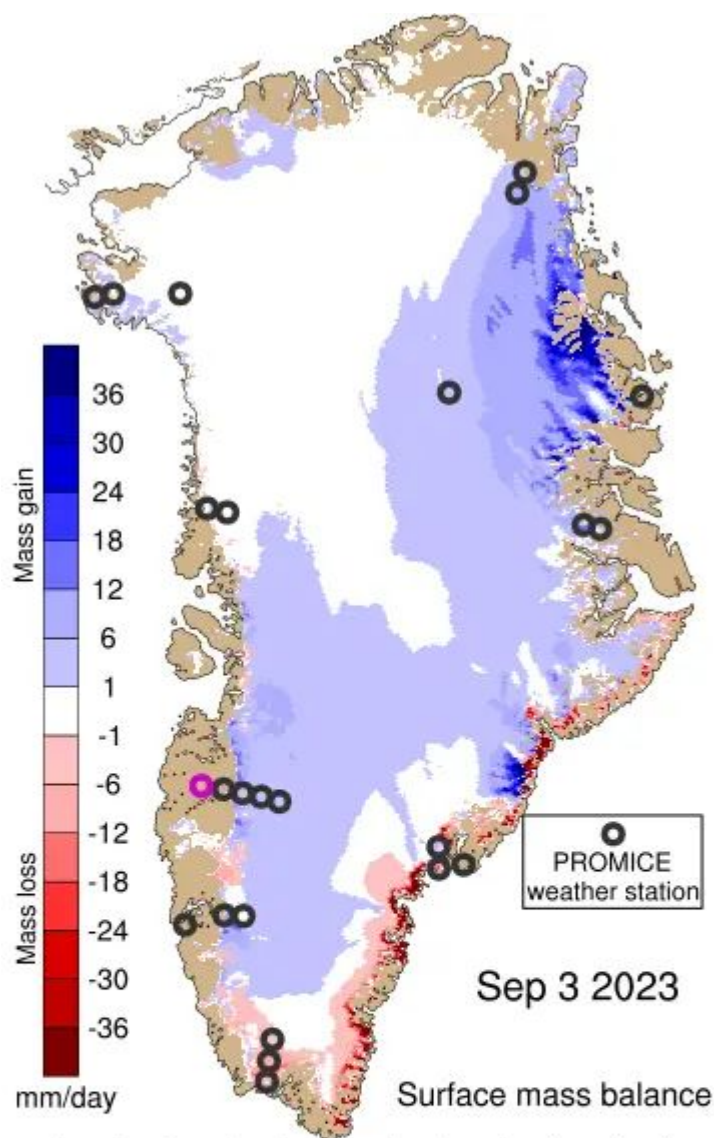 Mass gain
36
30
24
18
12
6
1
-1
-6
-12
-18
-24
-30
-36
Mass loss
mm/day
PROMICE
weather station
Sep 3 2023
Surface mass balance